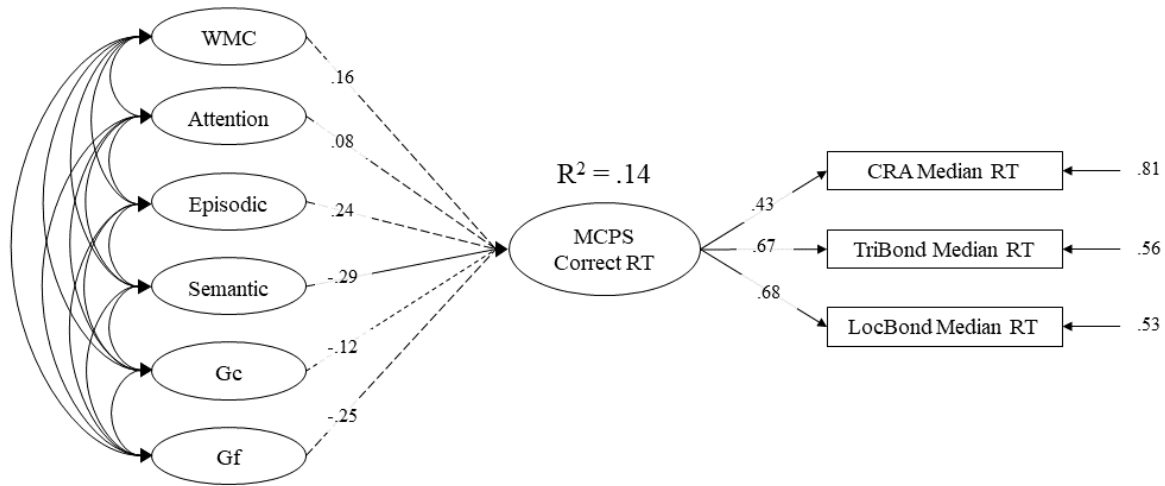 WMC
Attention
Episodic
Semantic
Gc
Gf
.16
.08
.24
-.29
-.12
-.25
R² = .14
MCPS
Correct RT
.43
.67
.68
CRA Median RT
TriBond Median RT
LocBond Median RT
.81
.56
.53